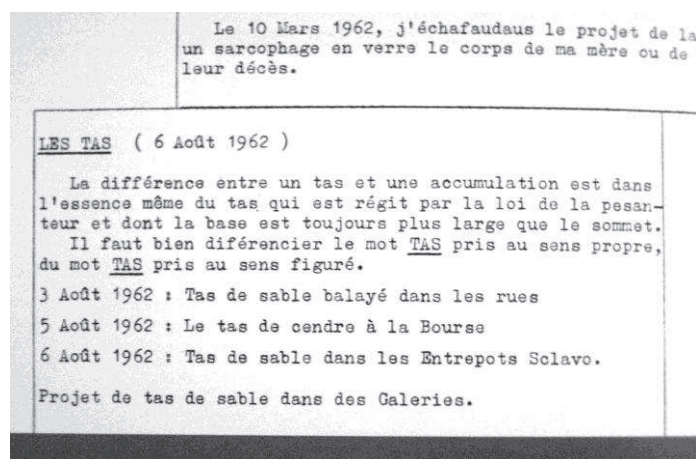 Le 10 Mars 1962, j'échafaudaus le projet de la
un sarcophage en verre le corps de ma mère ou de
leur décès.
LES TAS ( 6 Août 1962 )
La différence entre un tas et une accumulation est dans
l'essence même du tas qui est régit par la loi de la pesan-
teur et dont la base est toujours plus large que le sommet.
Il faut bien diférencier le mot TAS pris au sens propre,
du mot TAS pris au sens figuré.
3 Août 1962 : Tas de sable balayé dans les rues
5 Août 1962 : Le tas de cendre à la Bourse
6 Août 1962 : Tas de sable dans les Entrepots Sclavo.
Projet de tas de sable dans des Galeries.